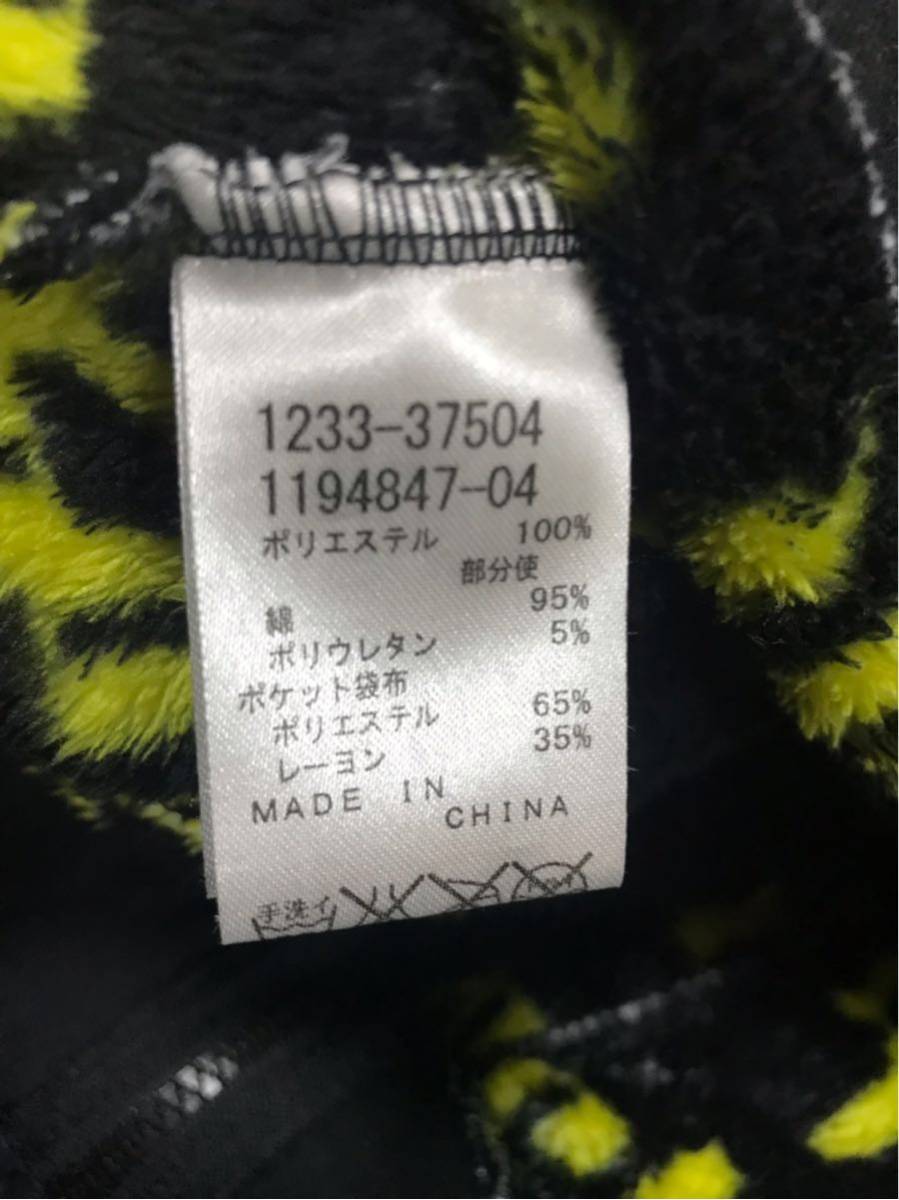 1233-37504
1194847-04
ポリエステル 100%
部分使
綿 95%
ポリウレタン 5%
ポケット袋布
ポリエステル 65%
レーヨン 35%
MADE IN
CHINA
手洗イ